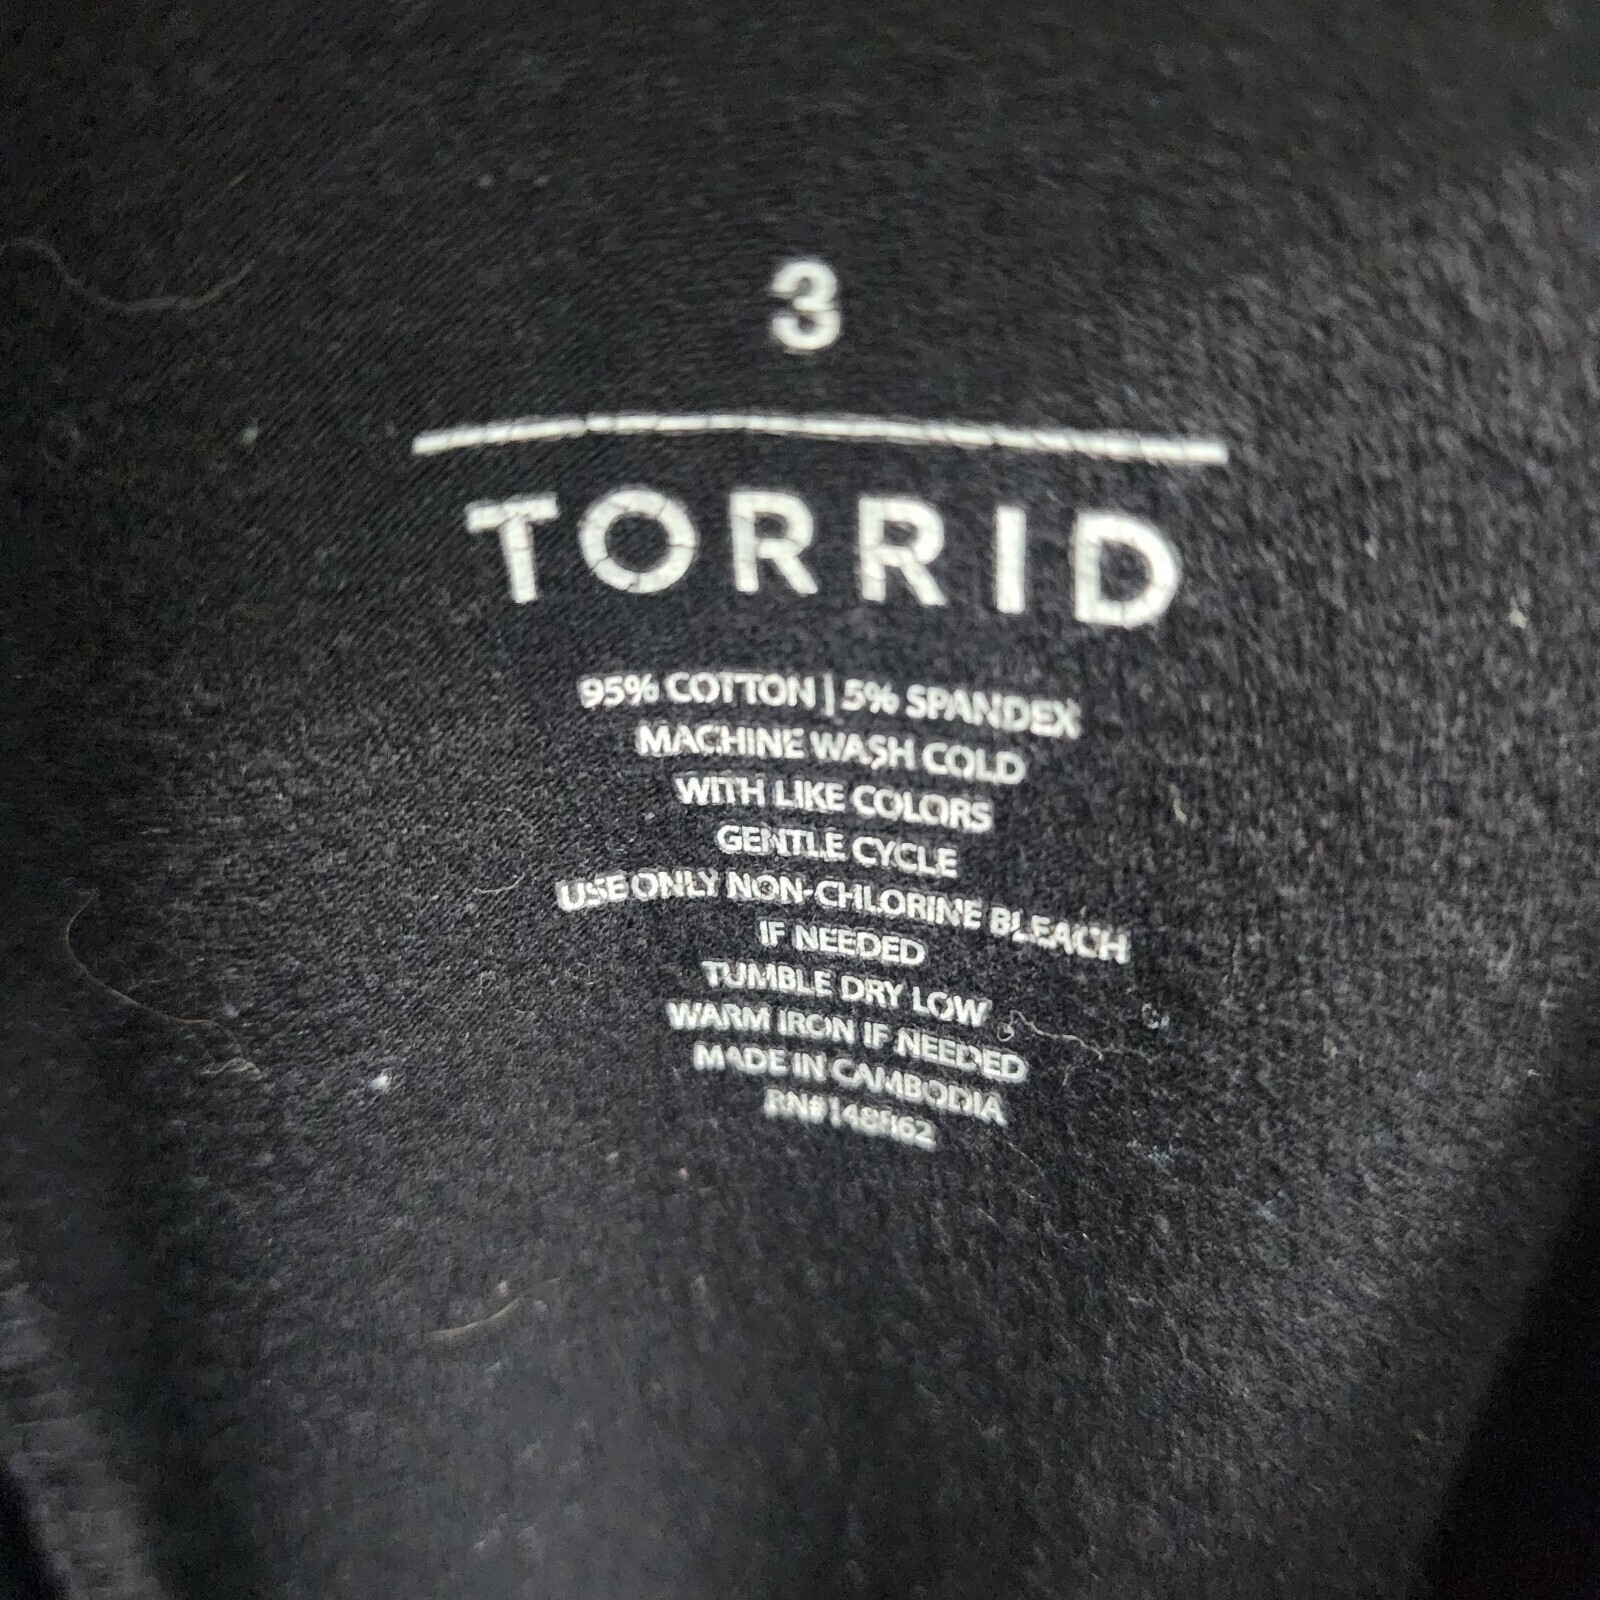 3
TORRID
95% COTTON | 5% SPANDEX
MACHINE WASH COLD
WITH LIKE COLORS
GENTLE CYCLE
USE ONLY NON-CHLORINE BLEACH
IF NEEDED
TUMBLE DRY LOW
WARM IRON IF NEEDED
MADE IN CAMBODIA